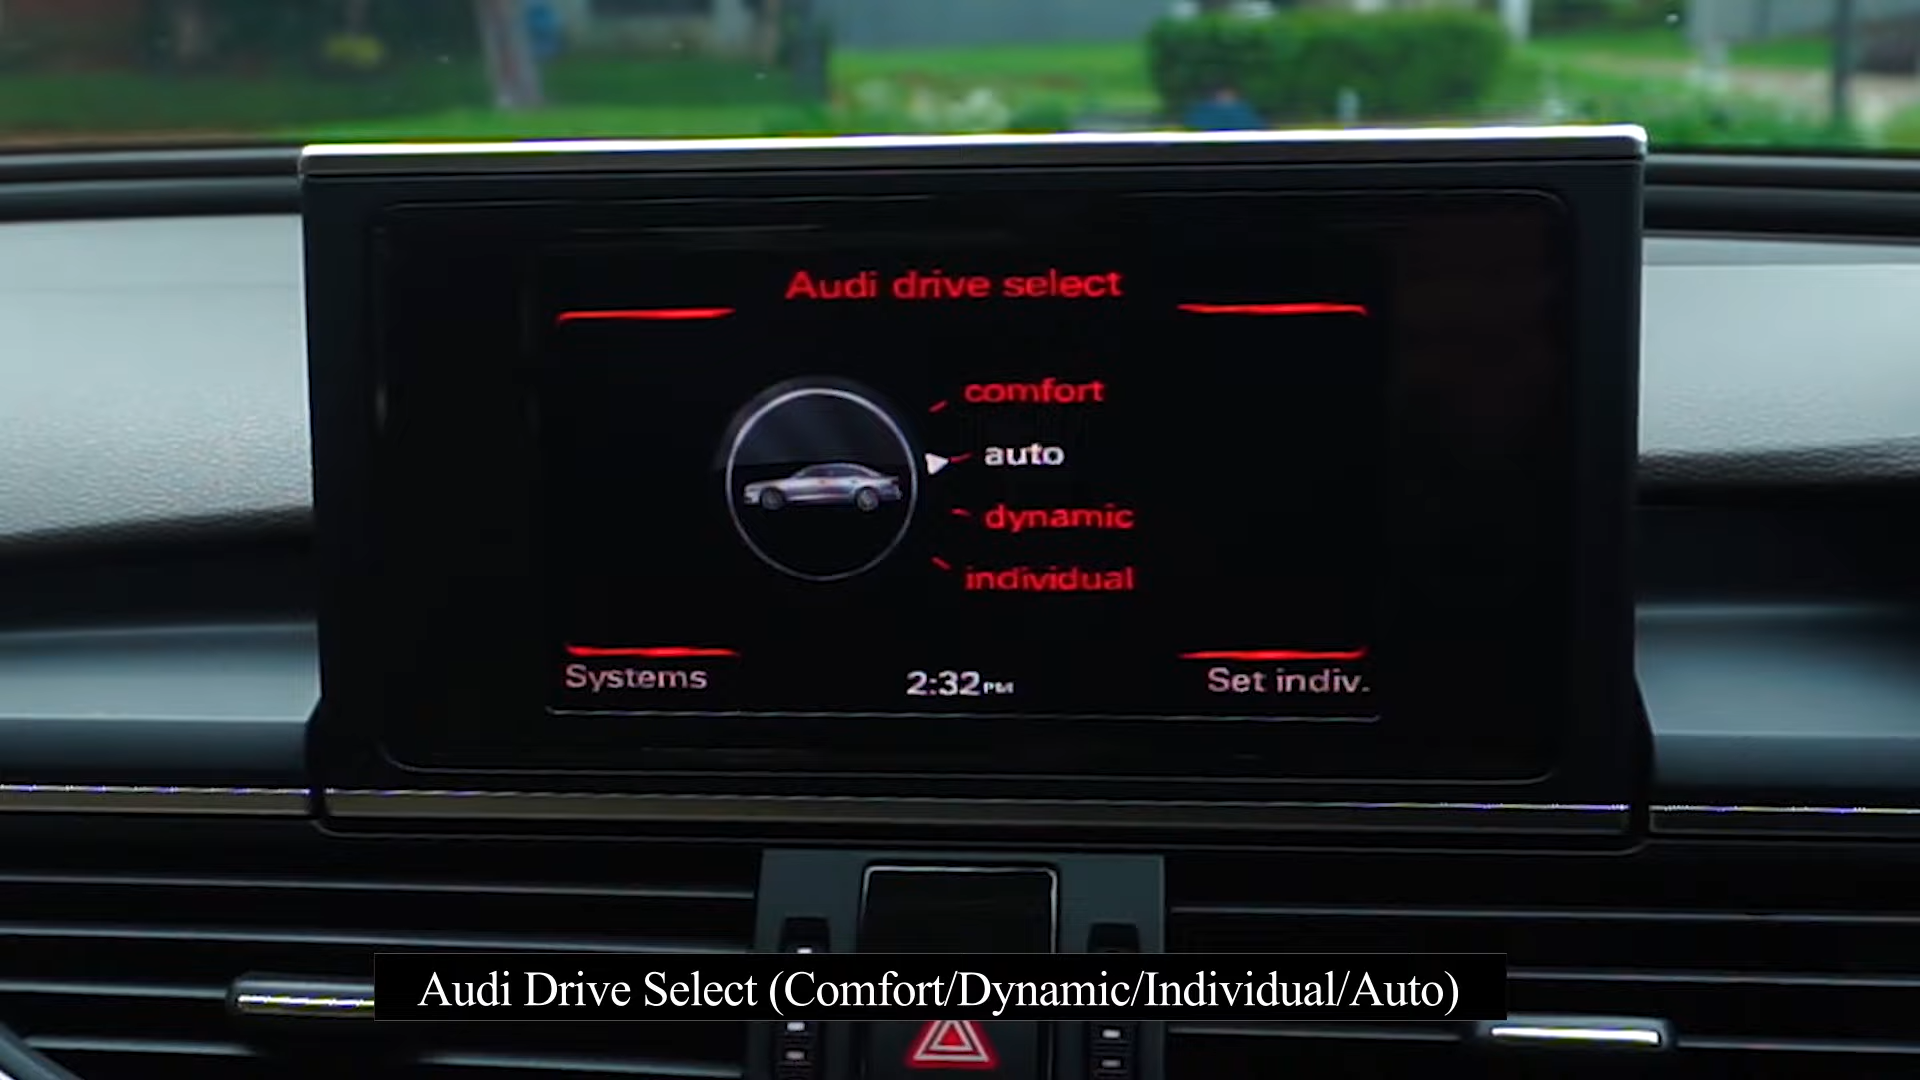 Audi drive select
comfort
auto
dynamic
individual
Systems
2:32PM
Set indiv.
Audi Drive Select (Comfort/Dynamic/Individual/Auto)